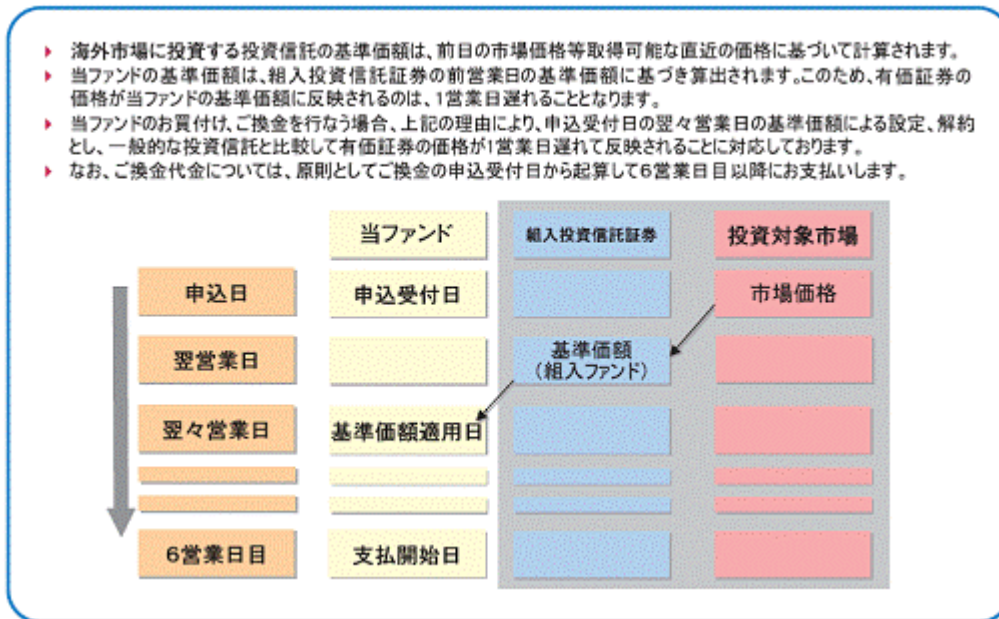 海外市場に投資する投資信託の基準価額は、前日の市場価格等取得可能な直近の価格に基づいて計算されます。
当ファンドの基準価額は、組入投資信託証券の前営業日の基準価額に基づき算出されます。このため、有価証券の
価格が当ファンドの基準価額に反映されるのは、1営業日遅れることとなります。
当ファンドのお買付け、ご換金を行なう場合、上記の理由により、申込受付日の翌々営業日の基準価額による設定、解約
とし、一般的な投資信託と比較して有価証券の価格が1営業日遅れて反映されることに対応しております。
なお、ご換金代金については、原則としてご換金の申込受付日から起算して6営業日目以降にお支払いします。
当ファンド 組入投資信託証券 投資対象市場
申込日 申込受付日 市場価格
翌営業日 基準価額
(組入ファンド)
翌々営業日 基準価額適用日
6営業日目 支払開始日